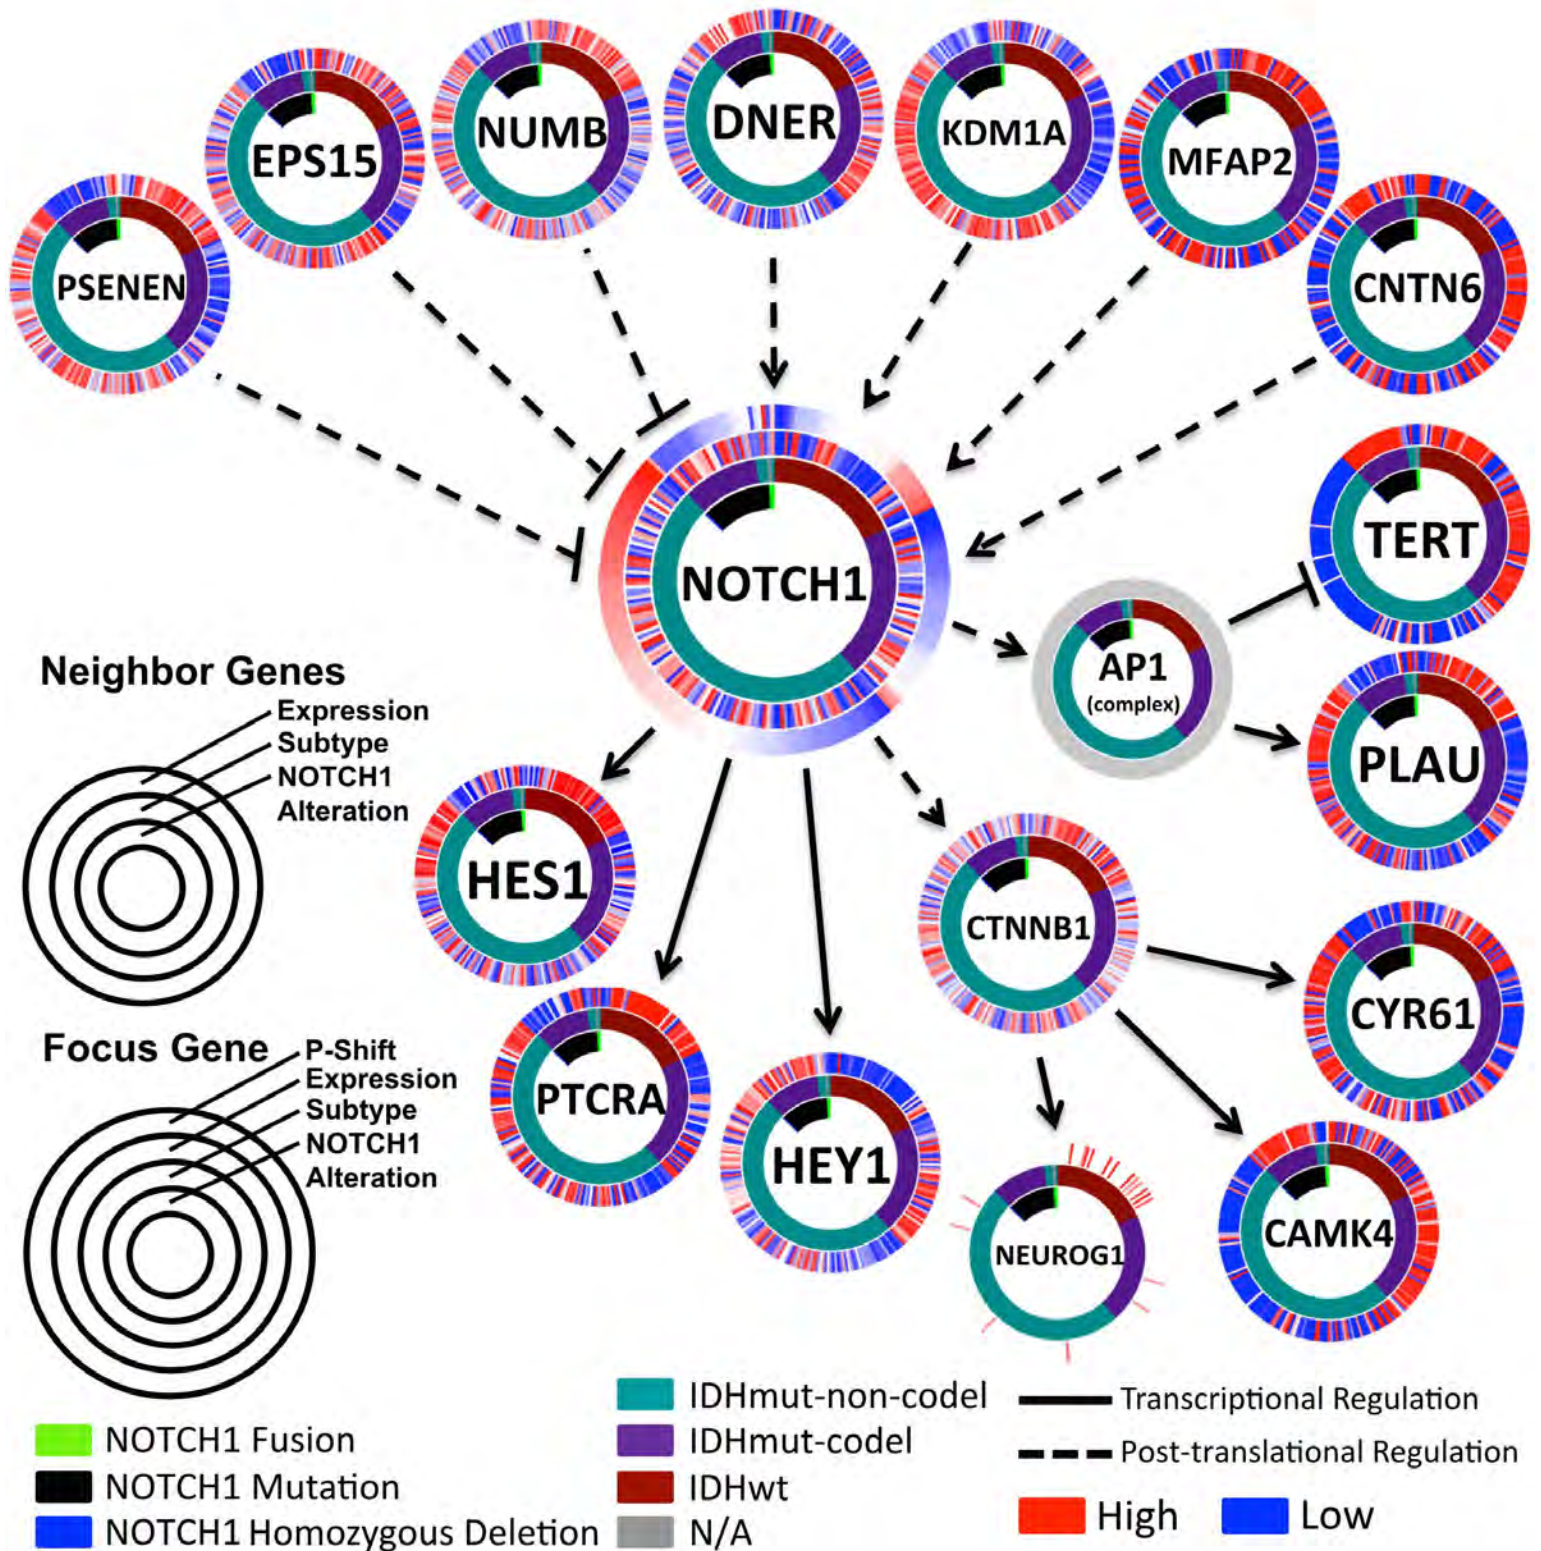 DNER
NUMB
KDM1A
EPS15
MFAP2
PSENEN
CNTN6
TERT
NOTCH1
AP1
(complex)
PLAU
Neighbor Genes
Expression
Subtype
NOTCH1
Alteration
HES1
CTNNB1
CYR61
Focus Gene
P-Shift
Expression
Subtype
NOTCH1
Alteration
PTCRA
HEY1
NEUROG1
CAMK4
NOTCH1 Fusion
NOTCH1 Mutation
NOTCH1 Homozygous Deletion
IDHmut-non-codel
IDHmut-codel
IDHwt
N/A
Transcriptional Regulation
Post-translational Regulation
High
Low